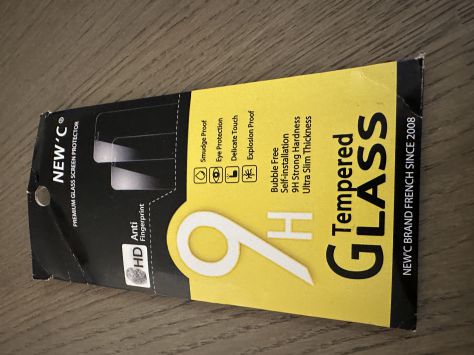 NEW'C ®
PREMIUM GLASS SCREEN PROTECTOR
HD
Anti
Fingerprint
Smudge Proof
Eye Protection
Delicate Touch
Explosion Proof
9H
Bubble Free
Self-installation
9H Strong Hardness
Ultra Slim Thickness
Tempered
GLASS
NEW'C BRAND FRENCH SINCE 2008